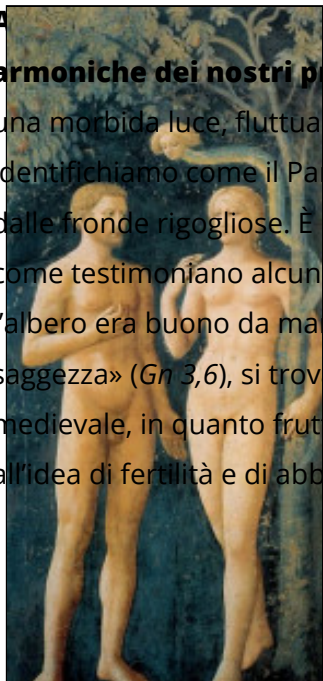 A
armoniche dei nostri p
una morbida luce, fluttua
identifichiamo come il Pa
dalle fronde rigogliose. È
come testimoniano alcun
l'albero era buono da ma
saggezza» (Gn 3,6), si trov
medievale, in quanto frut
all'idea di fertilità e di abb